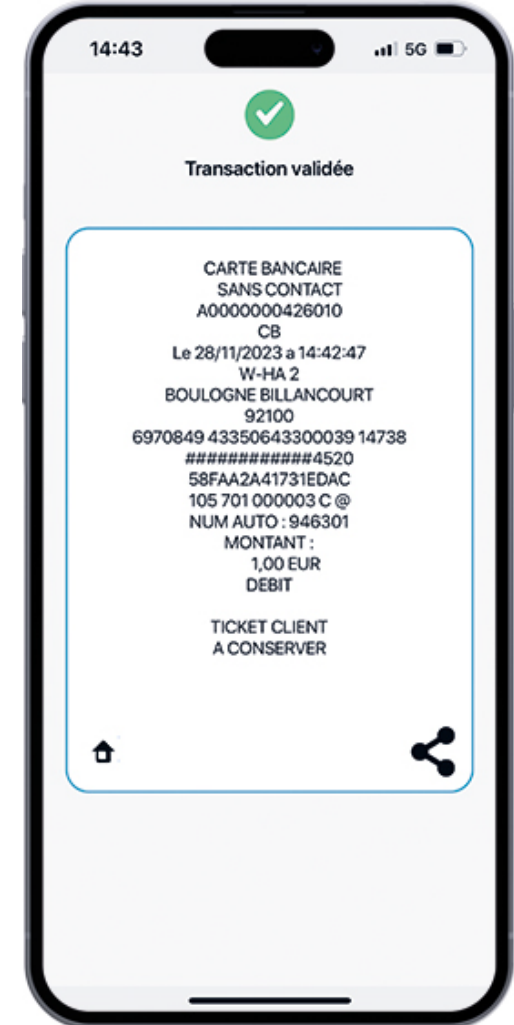 14:43
5G
Transaction validée
CARTE BANCAIRE
SANS CONTACT
A0000000426010
CB
Le 28/11/2023 a 14:42:47
W-HA 2
BOULOGNE BILLANCOURT
92100
6970849 43350643300039 14738
############4520
58FAA2A41731EDAC
105 701 000003 C @
NUM AUTO : 946301
MONTANT :
1,00 EUR
DEBIT
TICKET CLIENT
A CONSERVER